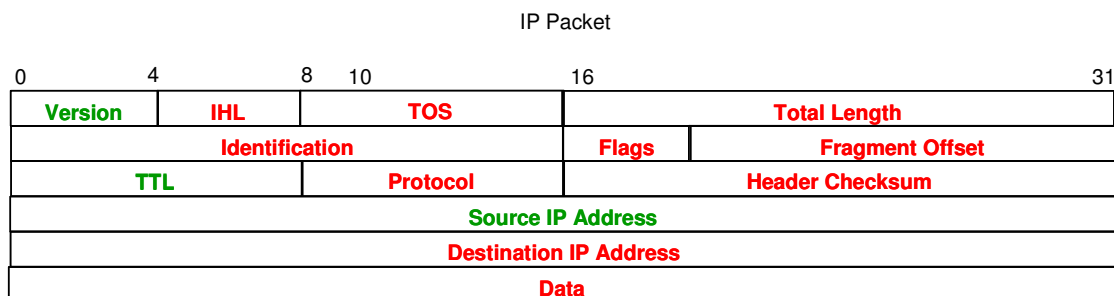 IP Packet
0 4 8 10 16 31
Version IHL TOS Total Length
Identification Flags Fragment Offset
TTL Protocol Header Checksum
Source IP Address
Destination IP Address
Data